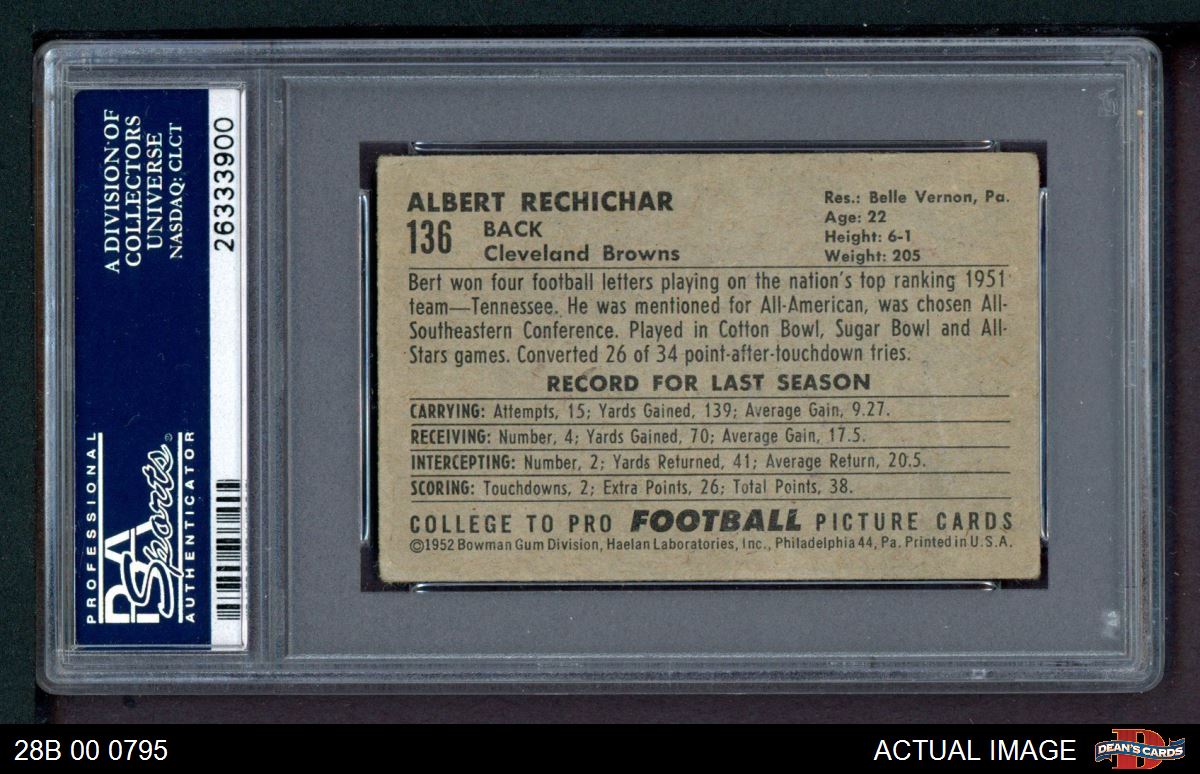 A DIVISION OF
COLLECTORS
UNIVERSE
NASDAQ: CLCT
26333900
PROFESSIONAL
PSA
Sports®
AUTHENTICATOR
ALBERT RECHICHAR
136 BACK
Cleveland Browns
Res.: Belle Vernon, Pa.
Age: 22
Height: 6-1
Weight: 205
Bert won four football letters playing on the nation's top ranking 1951
team—Tennessee. He was mentioned for All-American, was chosen All-
Southeastern Conference. Played in Cotton Bowl, Sugar Bowl and All-
Stars games. Converted 26 of 34 point-after-touchdown tries.
RECORD FOR LAST SEASON
CARRYING: Attempts, 15; Yards Gained, 139; Average Gain, 9.27.
RECEIVING: Number, 4; Yards Gained, 70; Average Gain, 17.5.
INTERCEPTING: Number, 2; Yards Returned, 41; Average Return, 20.5.
SCORING: Touchdowns, 2; Extra Points, 26; Total Points, 38.
COLLEGE TO PRO FOOTBALL PICTURE CARDS
©1952 Bowman Gum Division, Haelan Laboratories, Inc., Philadelphia 44, Pa. Printed in U.S.A.
28B 00 0795
ACTUAL IMAGE
DEAN'S CARDS